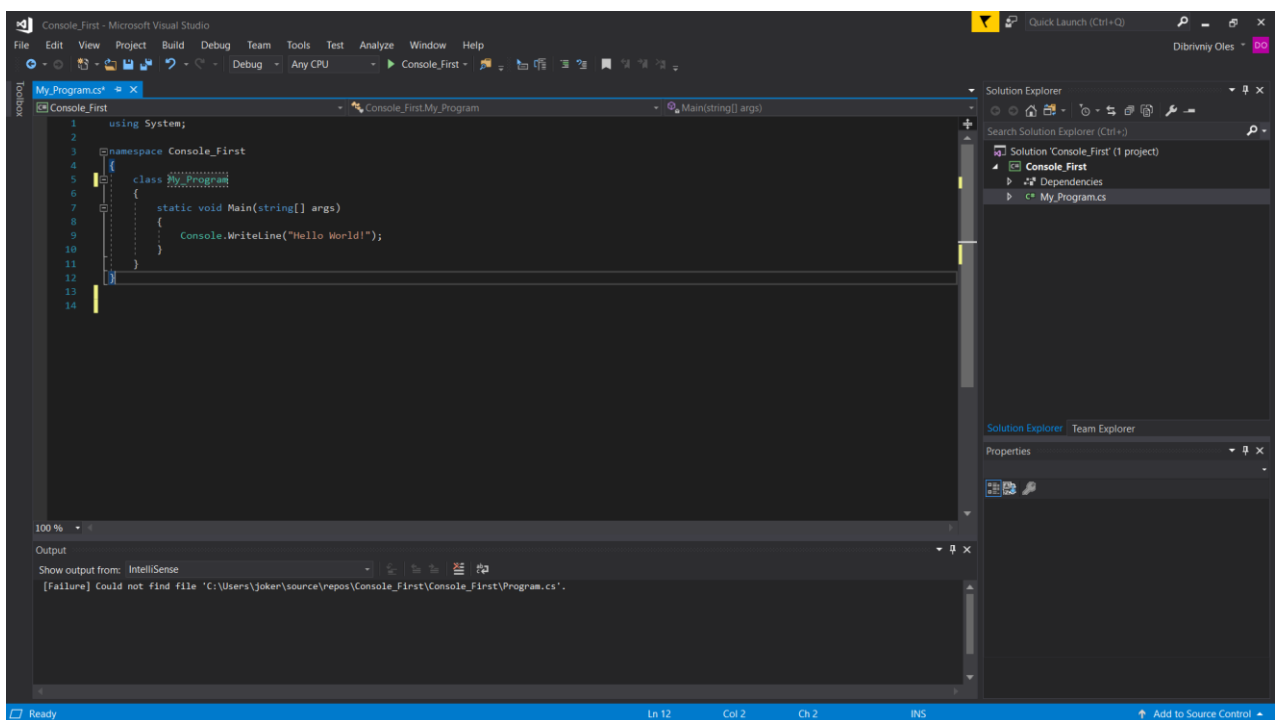 Console_First - Microsoft Visual Studio
Quick Launch (Ctrl+Q)
File Edit View Project Build Debug Team Tools Test Analyze Window Help
Dibrivniy Oles DO
Debug Any CPU Console_First
Toolbox
My_Program.cs*
Console_First Console_First.My_Program Main(string[] args)
1 using System;
2
3 namespace Console_First
4 {
5 class My_Program
6 {
7 static void Main(string[] args)
8 {
9 Console.WriteLine("Hello World!");
10 }
11 }
12 }
13
14
100 %
Solution Explorer
Search Solution Explorer (Ctrl+;)
Solution 'Console_First' (1 project)
Console_First
Dependencies
C# My_Program.cs
Solution Explorer Team Explorer
Properties
Output
Show output from: IntelliSense
[Failure] Could not find file 'C:\Users\joker\source\repos\Console_First\Console_First\Program.cs'.
Ready Ln 12 Col 2 Ch 2 INS Add to Source Control